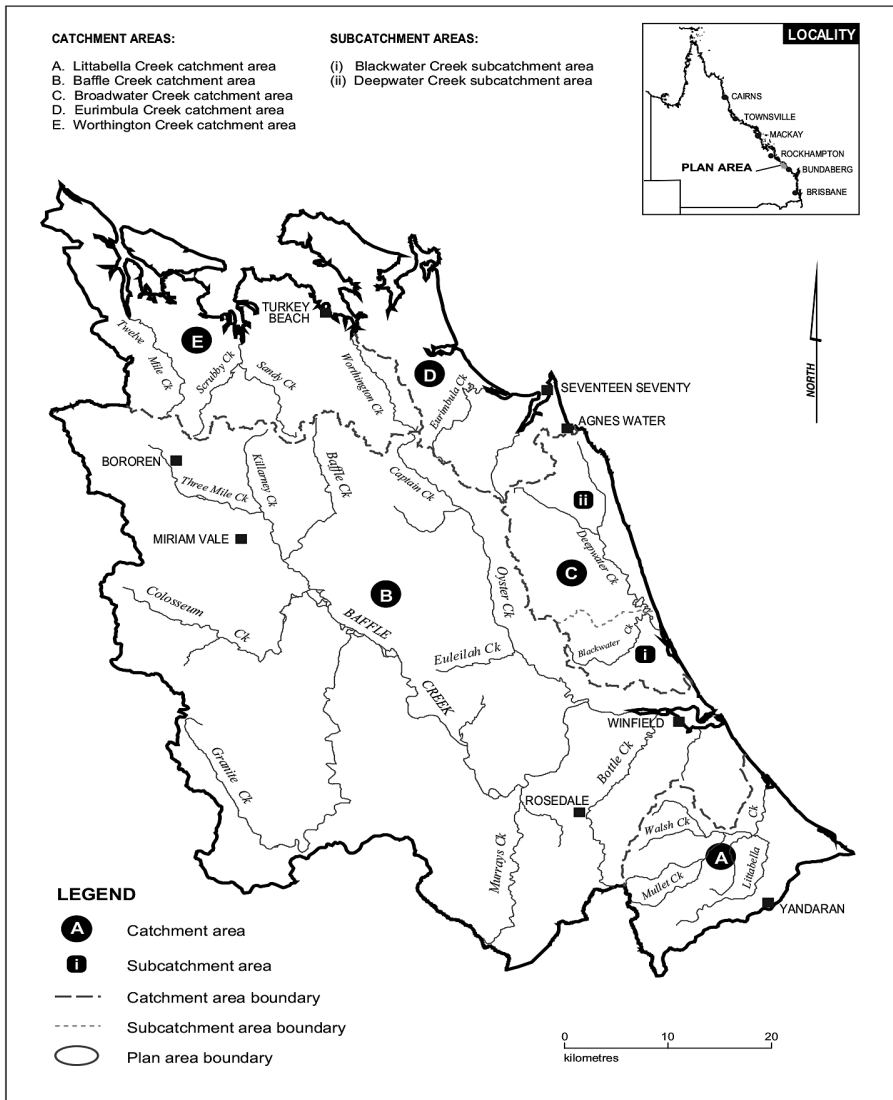 CATCHMENT AREAS:
A. Littabella Creek catchment area
B. Baffle Creek catchment area
C. Broadwater Creek catchment area
D. Eurimbula Creek catchment area
E. Worthington Creek catchment area
SUBCATCHMENT AREAS:
(i) Blackwater Creek subcatchment area
(ii) Deepwater Creek subcatchment area
LOCALITY
CAIRNS
TOWNSVILLE
MACKAY
ROCKHAMPTON
PLAN AREA
BUNDABERG
BRISBANE
NORTH
TURKEY
BEACH
E
Twelve
Mile Ck
Scrubby Ck
Sandy Ck
Worthington Ck
D
Eurimbula Ck
SEVENTEEN SEVENTY
AGNES WATER
BOROREN
Three Mile Ck
Killarney Ck
Baffle Ck
Captain Ck
ii
MIRIAM VALE
Deepwater Ck
C
B
Oyster Ck
Colosseum
Ck
BAFFLE
CREEK
Euleilah Ck
Blackwater
Ck
i
WINFIELD
Granite
Ck
Bottle Ck
ROSEDALE
Murrays Ck
Walsh Ck
Mullet Ck
A
Littabella
Ck
YANDARAN
LEGEND
A Catchment area
i Subcatchment area
Catchment area boundary
Subcatchment area boundary
Plan area boundary
0 10 20
kilometres